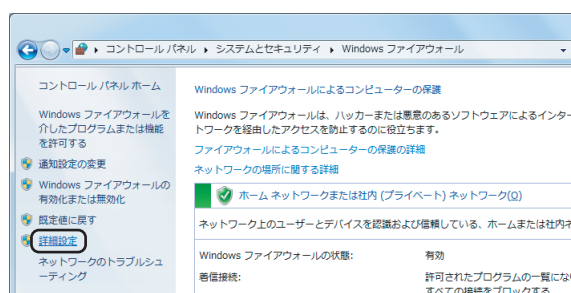 コントロール パネル ▸ システムとセキュリティ ▸ Windows ファイアウォール
コントロール パネル ホーム
Windows ファイアウォールを
介したプログラムまたは機能
を許可する
通知設定の変更
Windows ファイアウォールの
有効化または無効化
既定値に戻す
詳細設定
ネットワークのトラブルシュ
ーティング
Windows ファイアウォールによるコンピューターの保護
Windows ファイアウォールは、ハッカーまたは悪意のあるソフトウェアによるインター
トワークを経由したアクセスを防止するのに役立ちます。
ファイアウォールによるコンピューターの保護の詳細
ネットワークの場所に関する詳細
ホーム ネットワークまたは社内 (プライベート) ネットワーク(O)
ネットワーク上のユーザーとデバイスを認識および信頼している、ホームまたは社内ネ
Windows ファイアウォールの状態: 有効
着信接続: 許可されたプログラムの一覧にな
すべての接続をブロックする